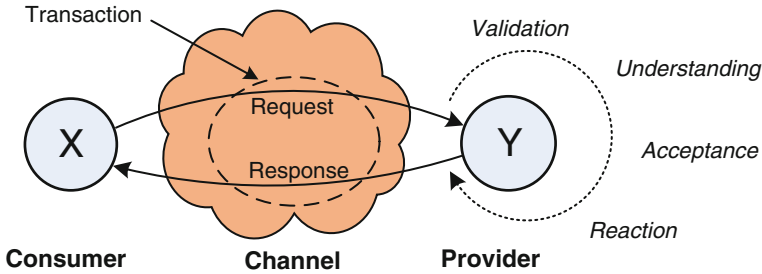 Transaction
Validation
Understanding
Request
X
Y
Acceptance
Response
Reaction
Consumer
Channel
Provider